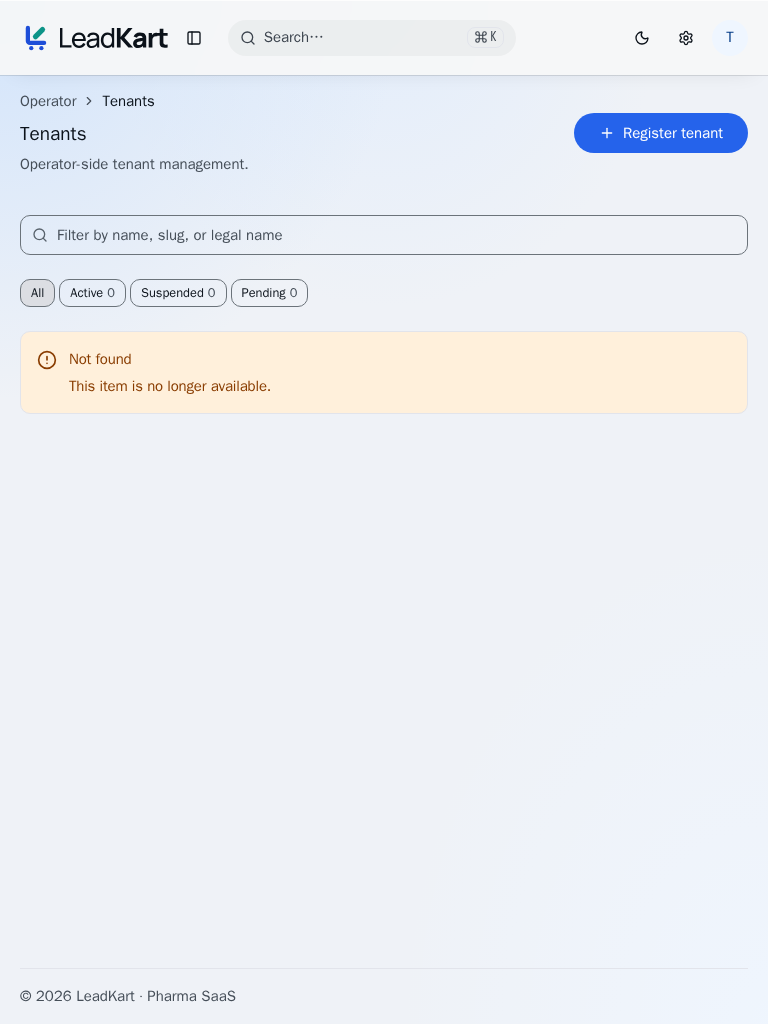 LeadKart
Search···
⌘K
T
Operator > Tenants
Tenants
Register tenant
Operator-side tenant management.
Filter by name, slug, or legal name
All
Active 0
Suspended 0
Pending 0
Not found
This item is no longer available.
© 2026 LeadKart · Pharma SaaS